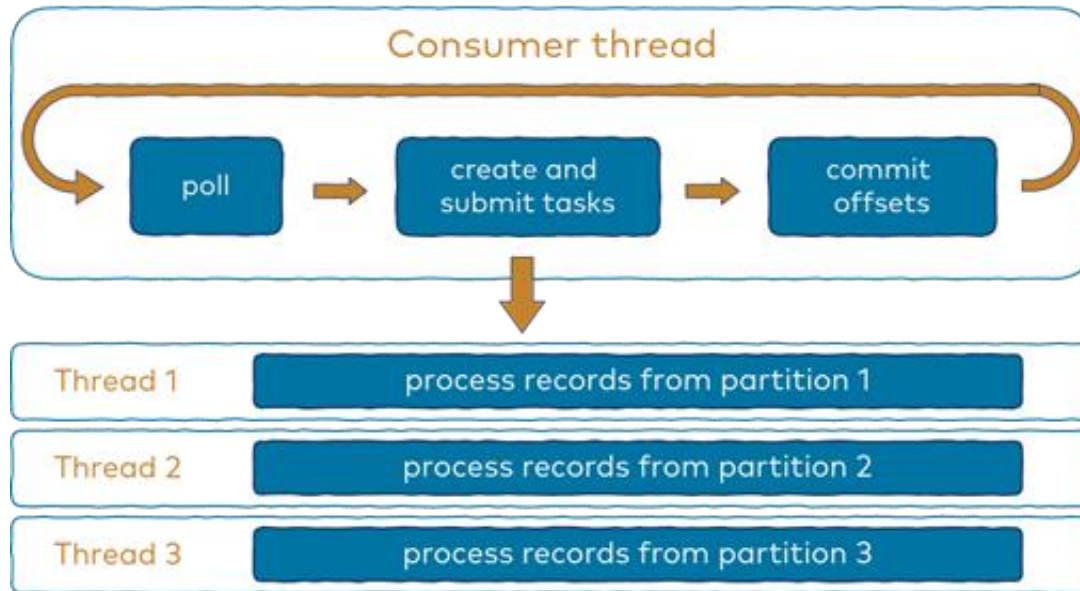 Consumer thread
poll
create and
submit tasks
commit
offsets
Thread 1
process records from partition 1
Thread 2
process records from partition 2
Thread 3
process records from partition 3